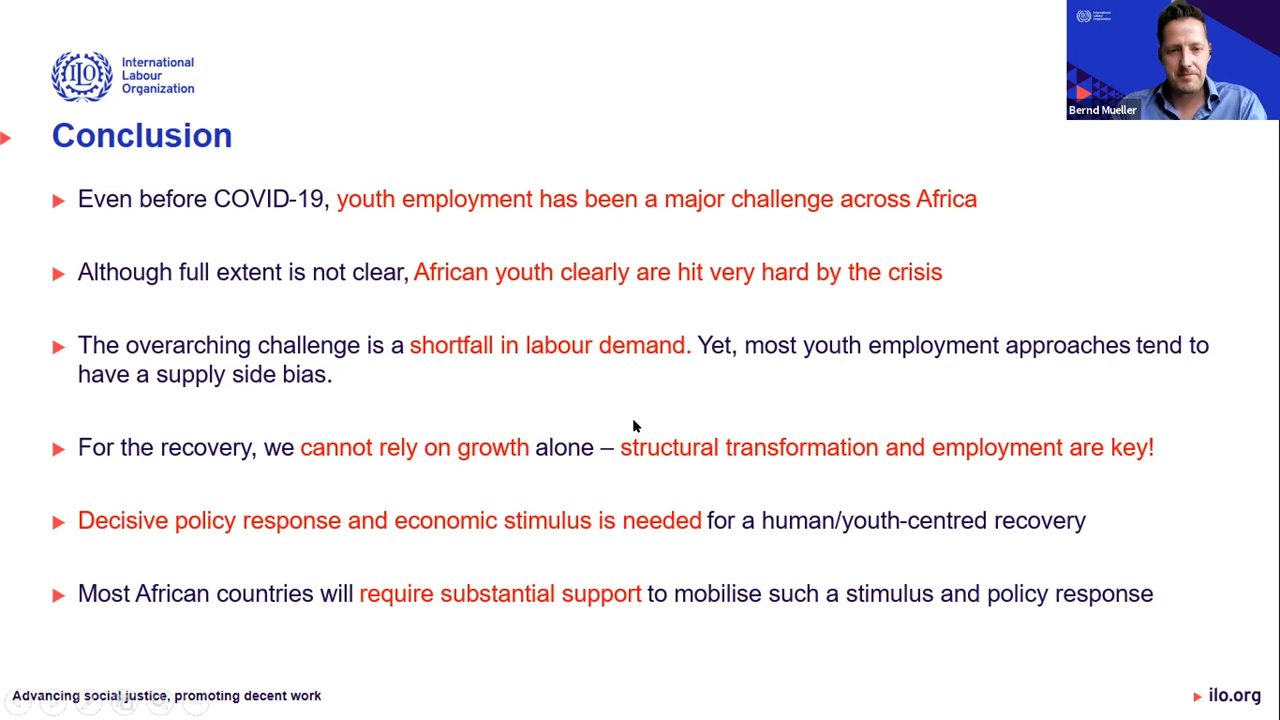 International
Labour
Organization
Bernd Mueller
International
Labour
Organization
Conclusion
Even before COVID-19, youth employment has been a major challenge across Africa
Although full extent is not clear, African youth clearly are hit very hard by the crisis
The overarching challenge is a shortfall in labour demand. Yet, most youth employment approaches tend to
have a supply side bias.
For the recovery, we cannot rely on growth alone – structural transformation and employment are key!
Decisive policy response and economic stimulus is needed for a human/youth-centred recovery
Most African countries will require substantial support to mobilise such a stimulus and policy response
Advancing social justice, promoting decent work
ilo.org